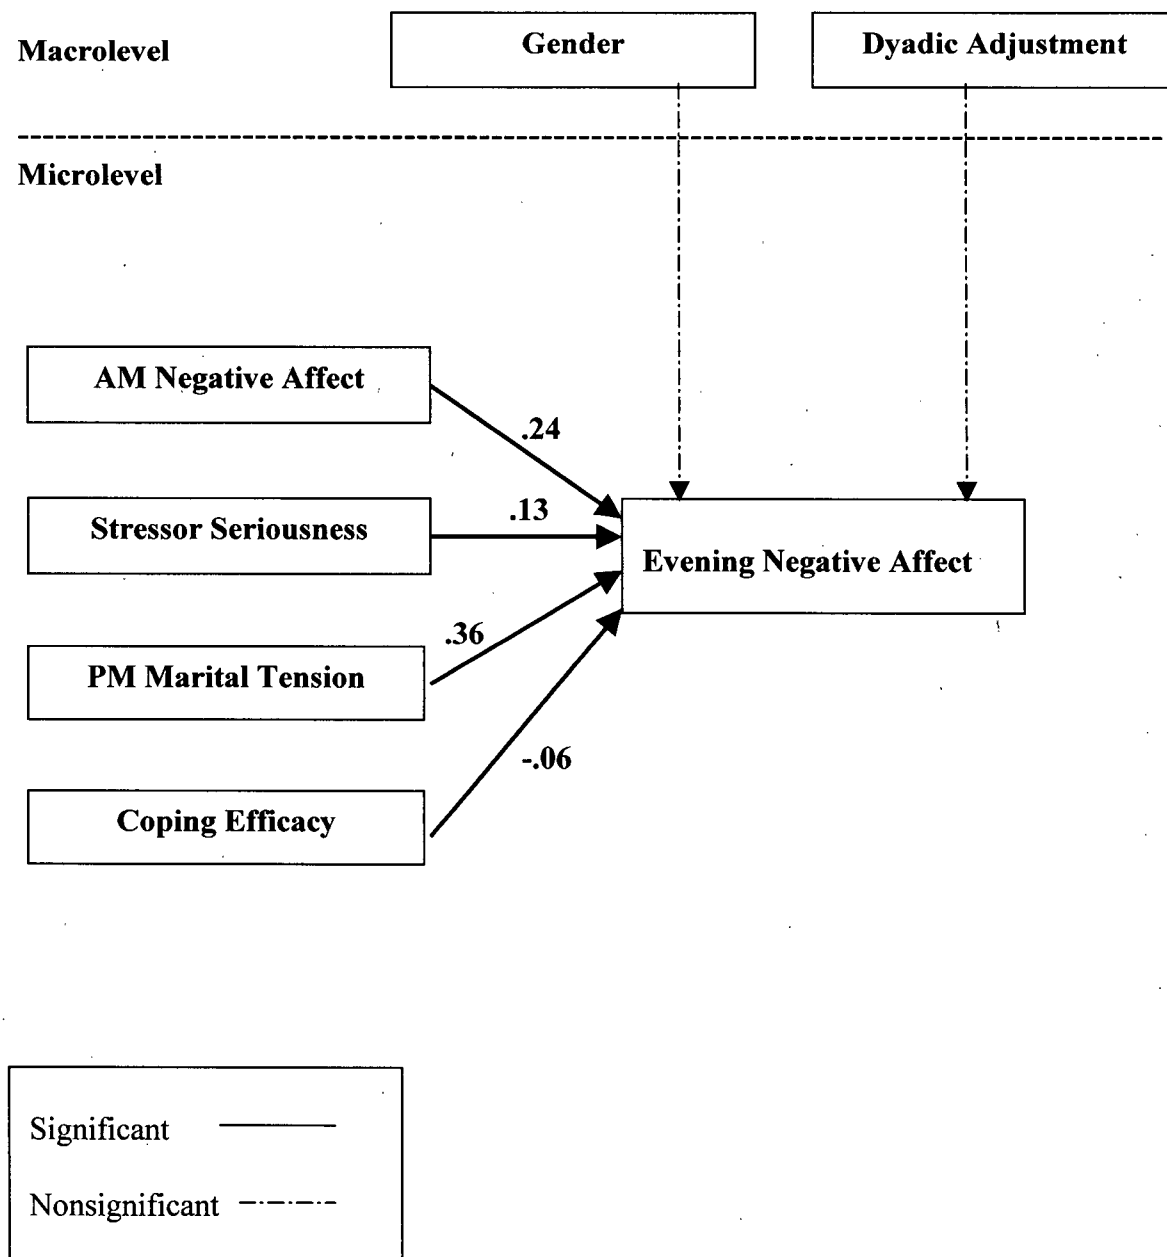 Macrolevel
Gender
Dyadic Adjustment
Microlevel
AM Negative Affect
.24
Stressor Seriousness
.13
Evening Negative Affect
.36
PM Marital Tension
-.06
Coping Efficacy
Significant
Nonsignificant